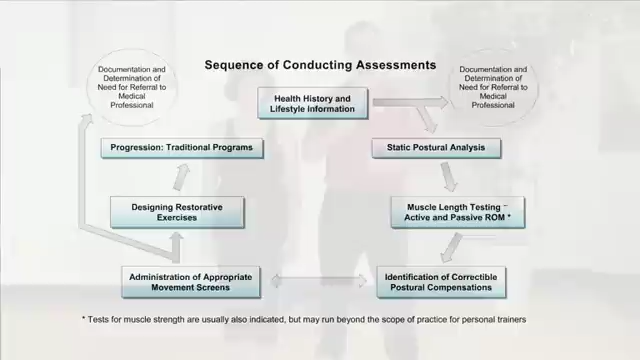 Sequence of Conducting Assessments
Documentation and
Determination of
Need for Referral to
Medical
Professional
Health History and
Lifestyle Information
Documentation and
Determination of
Need for Referral to
Medical
Professional
Progression: Traditional Programs
Static Postural Analysis
Designing Restorative
Exercises
Muscle Length Testing –
Active and Passive ROM *
Administration of Appropriate
Movement Screens
Identification of Correctible
Postural Compensations
* Tests for muscle strength are usually also indicated, but may run beyond the scope of practice for personal trainers